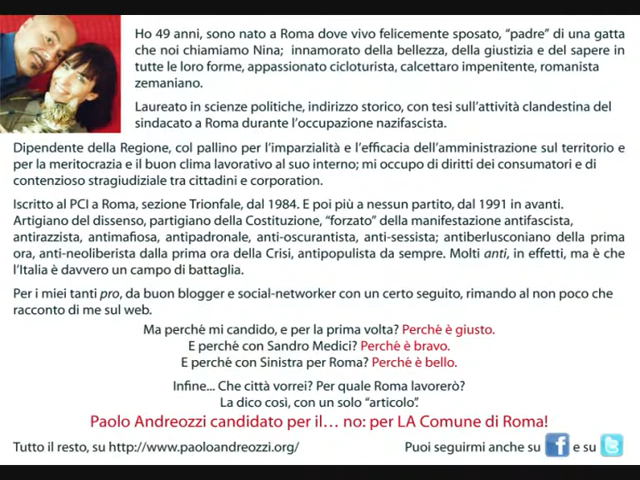 Ho 49 anni, sono nato a Roma dove vivo felicemente sposato, “padre” di una gatta
che noi chiamiamo Nina; innamorato della bellezza, della giustizia e del sapere in
tutte le loro forme, appassionato cicloturista, calcettaro impenitente, romanista
zemaniano.
Laureato in scienze politiche, indirizzo storico, con tesi sull’attività clandestina del
sindacato a Roma durante l’occupazione nazifascista.
Dipendente della Regione, col pallino per l’imparzialità e l’efficacia dell’amministrazione sul territorio e
per la meritocrazia e il buon clima lavorativo al suo interno; mi occupo di diritti dei consumatori e di
contenzioso stragiudiziale tra cittadini e corporation.
Iscritto al PCI a Roma, sezione Trionfale, dal 1984. E poi più a nessun partito, dal 1991 in avanti.
Artigiano del dissenso, partigiano della Costituzione, “forzato” della manifestazione antifascista,
antirazzista, antimafiosa, antipadronale, anti-oscurantista, anti-sessista; antiberlusconiano della prima
ora, anti-neoliberista dalla prima ora della Crisi, antipopulista da sempre. Molti anti, in effetti, ma è che
l’Italia è davvero un campo di battaglia.
Per i miei tanti pro, da buon blogger e social-networker con un certo seguito, rimando al non poco che
racconto di me sul web.
Ma perché mi candido, e per la prima volta? Perché è giusto.
E perché con Sandro Medici? Perché è bravo.
E perché con Sinistra per Roma? Perché è bello.
Infine... Che città vorrei? Per quale Roma lavorerò?
La dico così, con un solo “articolo”.
Paolo Andreozzi candidato per il... no: per LA Comune di Roma!
Tutto il resto, su http://www.paoloandreozzi.org/ Puoi seguirmi anche su f e su t